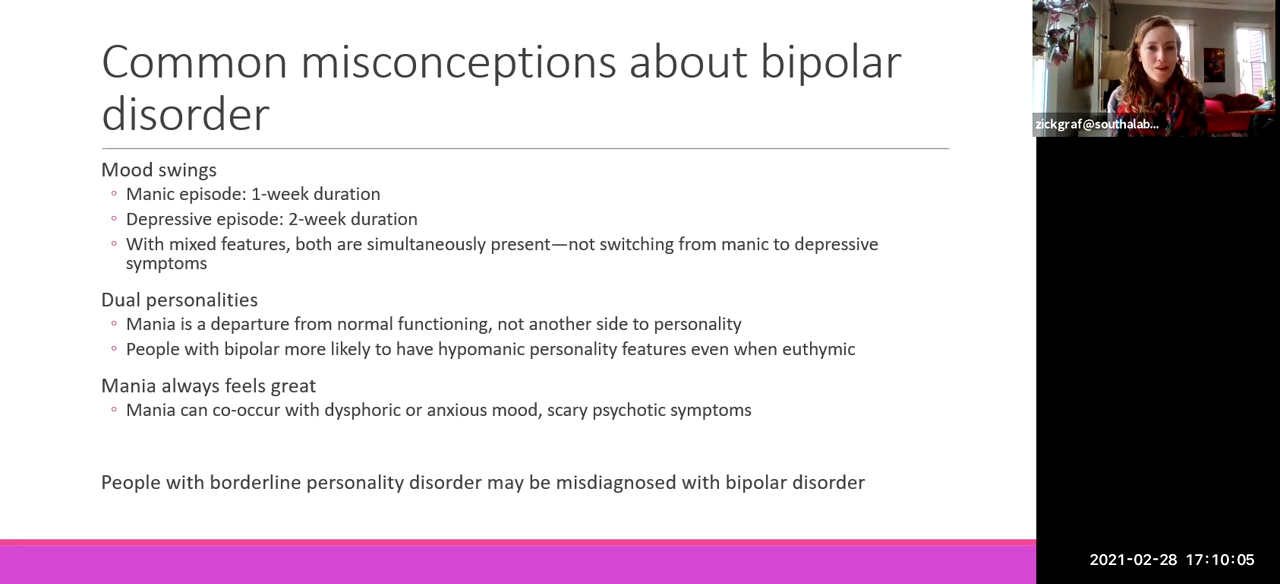 Common misconceptions about bipolar
disorder
Mood swings
◦ Manic episode: 1-week duration
◦ Depressive episode: 2-week duration
◦ With mixed features, both are simultaneously present—not switching from manic to depressive
symptoms
Dual personalities
◦ Mania is a departure from normal functioning, not another side to personality
◦ People with bipolar more likely to have hypomanic personality features even when euthymic
Mania always feels great
◦ Mania can co-occur with dysphoric or anxious mood, scary psychotic symptoms
People with borderline personality disorder may be misdiagnosed with bipolar disorder
zickgraf@southalab...
2021-02-28 17:10:05